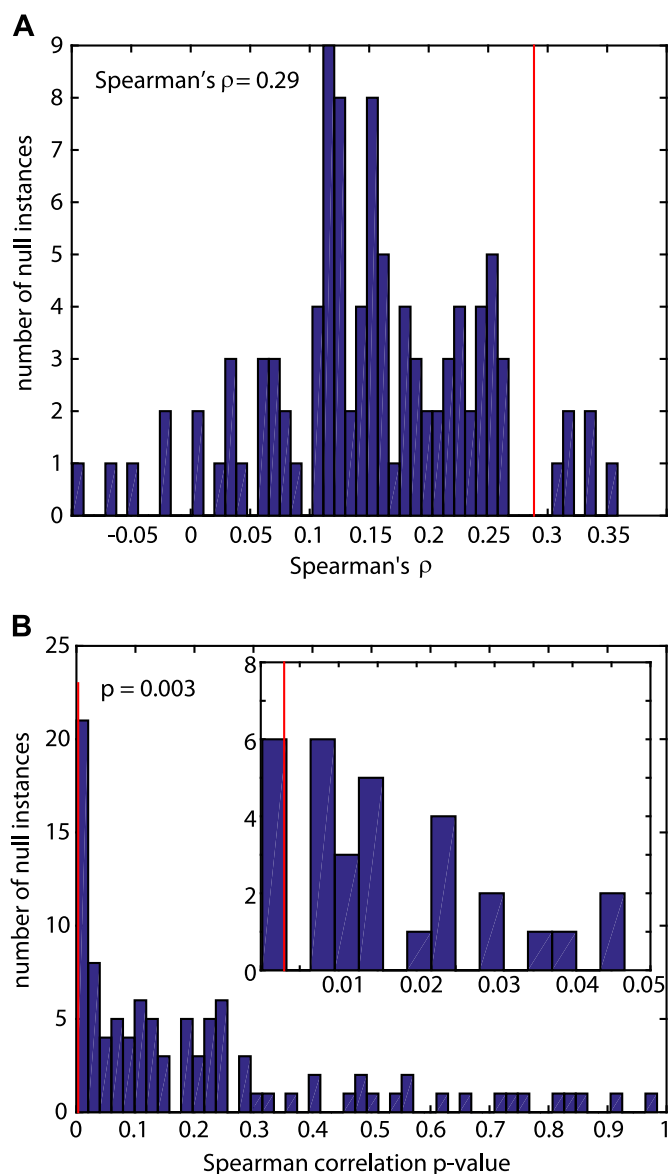 A
9
8
7
6
5
4
3
2
1
0
number of null instances
Spearman's ρ= 0.29
-0.05 0 0.05 0.1 0.15 0.2 0.25 0.3 0.35
Spearman's ρ
B
25
20
15
10
5
0
number of null instances
p = 0.003
8
6
4
2
0
0.01 0.02 0.03 0.04 0.05
0 0.1 0.2 0.3 0.4 0.5 0.6 0.7 0.8 0.9 1
Spearman correlation p-value